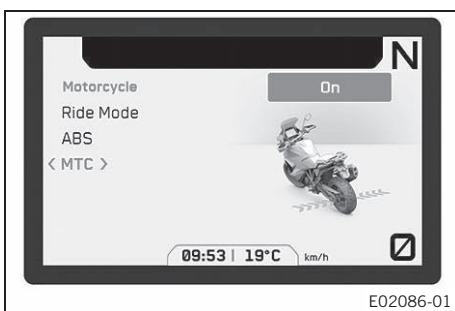 N
Motorcycle
On
Ride Mode
ABS
< MTC >
09:53 | 19°C km/h
0
E02086-01